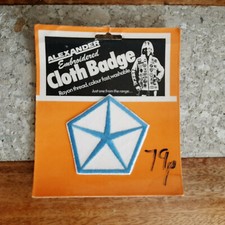 ALEXANDER
Embroidered
Cloth Badge
Rayon thread, colour fast, washable
Just one from the range...
79p